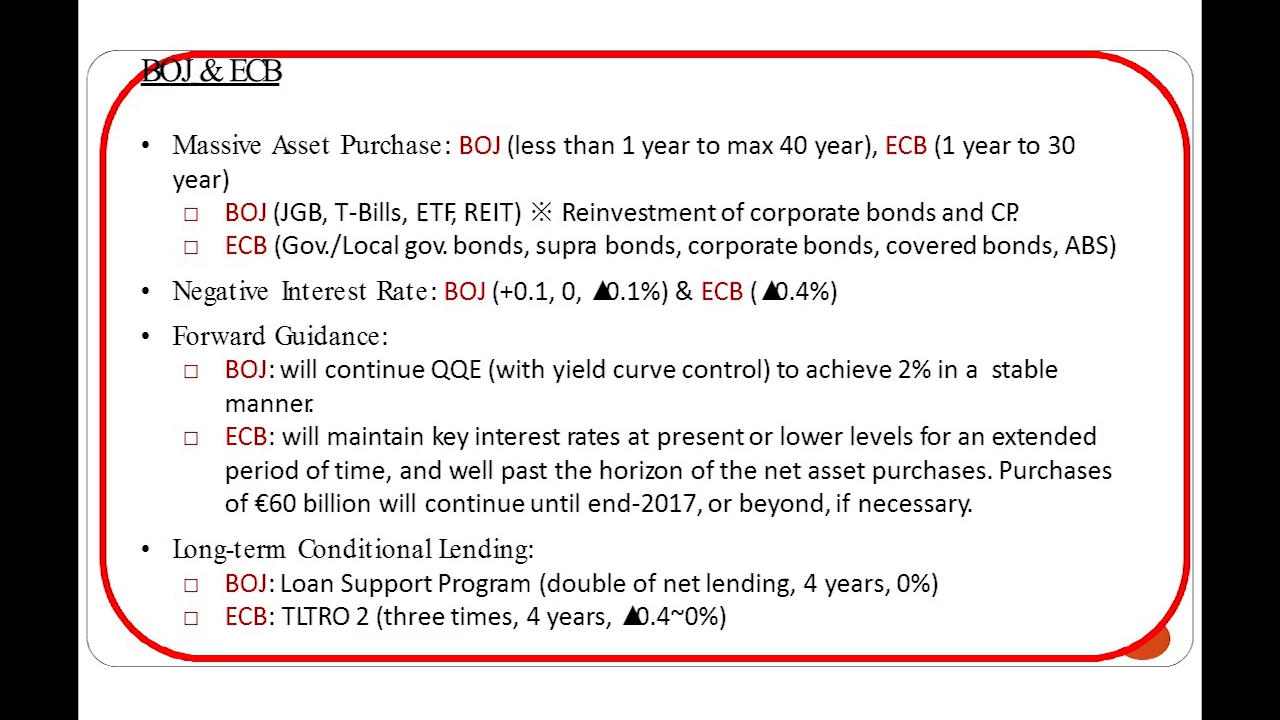 BOJ & ECB
• Massive Asset Purchase: BOJ (less than 1 year to max 40 year), ECB (1 year to 30
year)
□ BOJ (JGB, T-Bills, ETF, REIT) ※ Reinvestment of corporate bonds and CP.
□ ECB (Gov./Local gov. bonds, supra bonds, corporate bonds, covered bonds, ABS)
• Negative Interest Rate: BOJ (+0.1, 0, ▲0.1%) & ECB (▲0.4%)
• Forward Guidance:
□ BOJ: will continue QQE (with yield curve control) to achieve 2% in a stable
manner.
□ ECB: will maintain key interest rates at present or lower levels for an extended
period of time, and well past the horizon of the net asset purchases. Purchases
of €60 billion will continue until end-2017, or beyond, if necessary.
• Long-term Conditional Lending:
□ BOJ: Loan Support Program (double of net lending, 4 years, 0%)
□ ECB: TLTRO 2 (three times, 4 years, ▲0.4~0%)